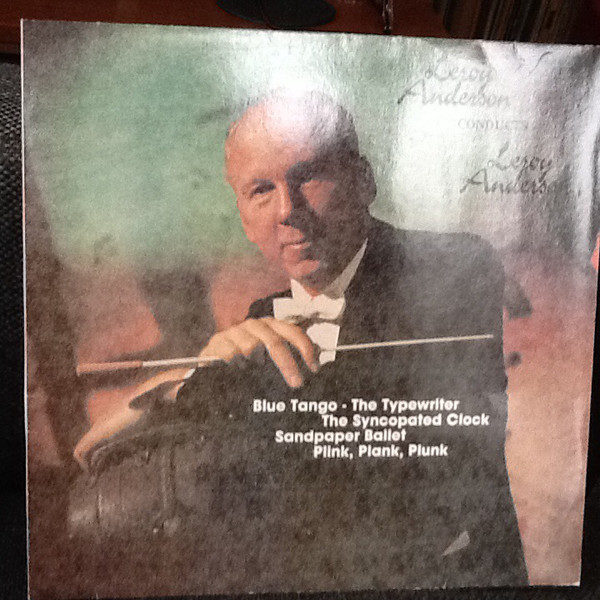 Leroy
Anderson
CONDUCTS
Leroy
Anderson
Blue Tango - The Typewriter
The Syncopated Clock
Sandpaper Ballet
Plink, Plank, Plunk